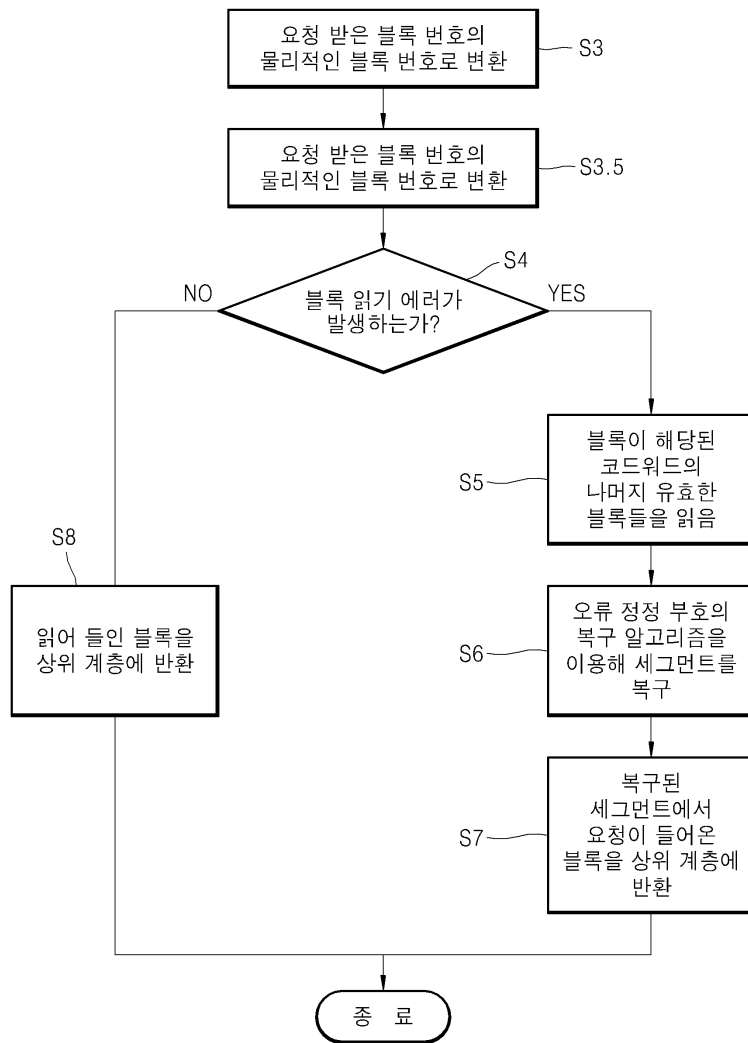 요청 받은 블록 번호의
물리적인 블록 번호로 변환
S3
요청 받은 블록 번호의
물리적인 블록 번호로 변환
S3.5
S4
NO
YES
블록 읽기 에러가
발생하는가?
블록이 해당된
코드워드의
나머지 유효한
블록들을 읽음
S5
S8
읽어 들인 블록을
상위 계층에 반환
오류 정정 부호의
복구 알고리즘을
이용해 세그먼트를
복구
S6
복구된
세그먼트에서
요청이 들어온
블록을 상위 계층에
반환
S7
종 료